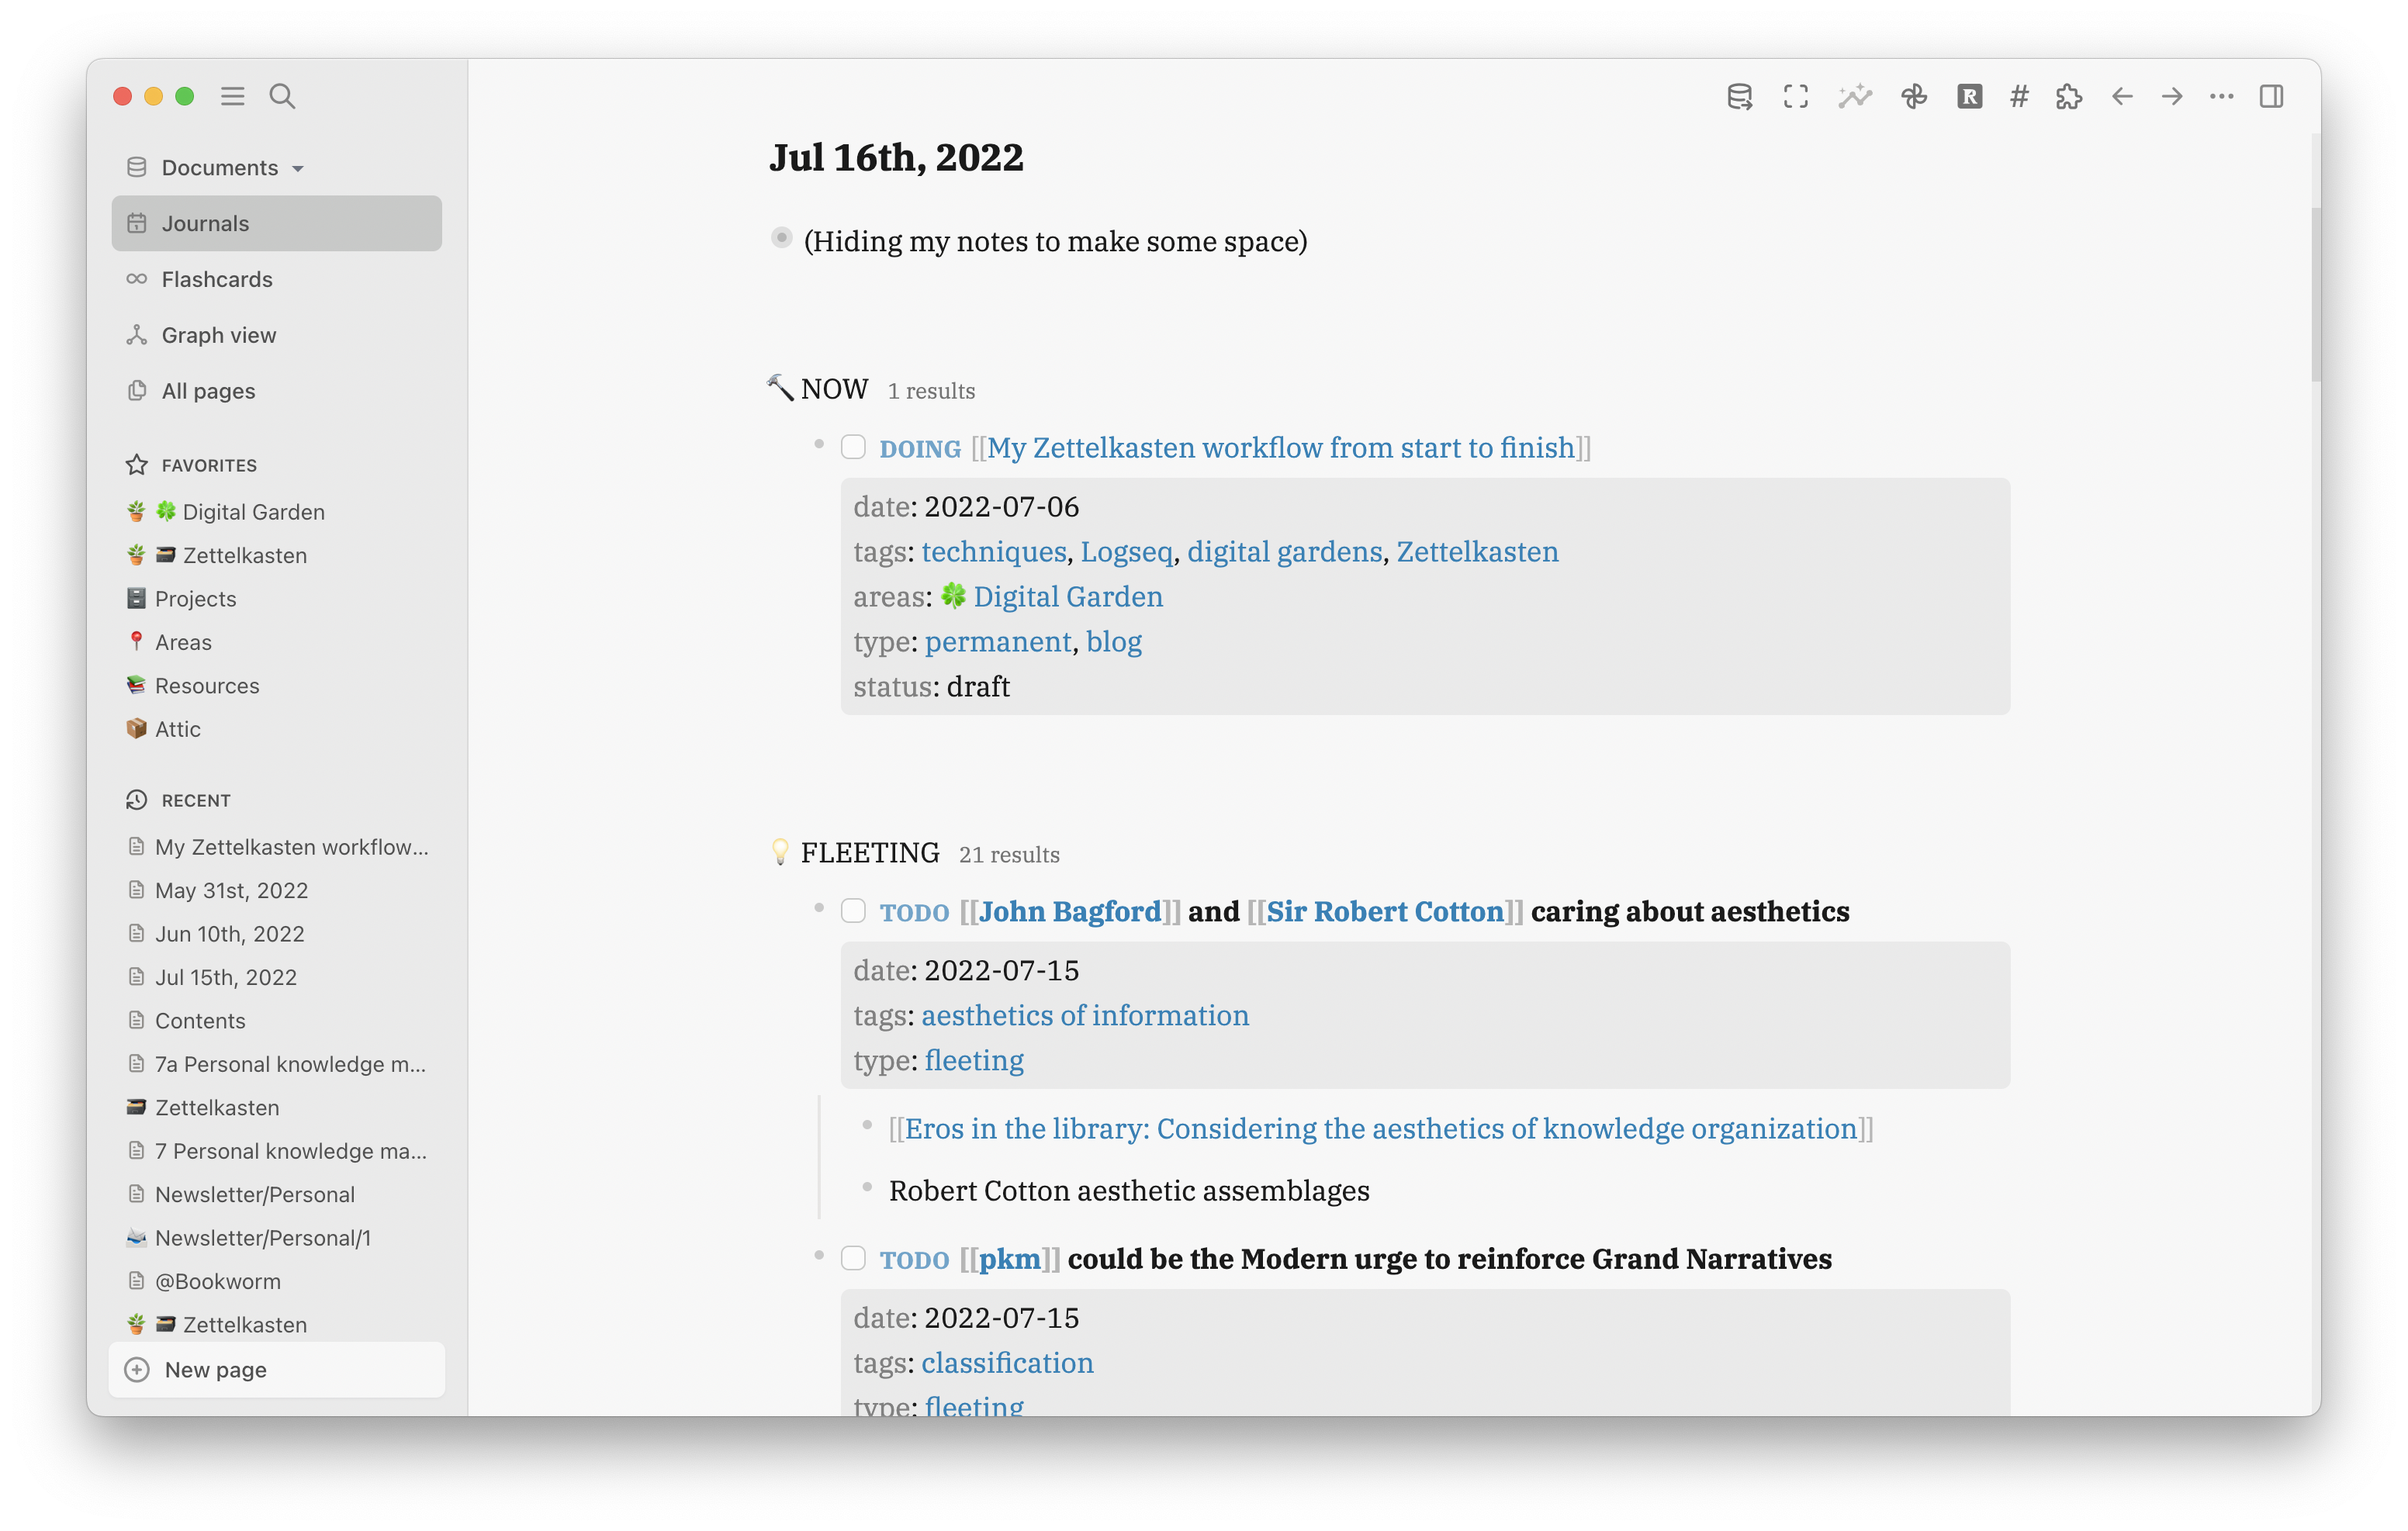 Documents
Journals
Flashcards
Graph view
All pages
FAVORITES
Digital Garden
Zettelkasten
Projects
Areas
Resources
Attic
RECENT
My Zettelkasten workflow...
May 31st, 2022
Jun 10th, 2022
Jul 15th, 2022
Contents
7a Personal knowledge m...
Zettelkasten
7 Personal knowledge ma...
Newsletter/Personal
Newsletter/Personal/1
@Bookworm
Zettelkasten
New page
R #
Jul 16th, 2022
(Hiding my notes to make some space)
NOW 1 results
DOING [[My Zettelkasten workflow from start to finish]]
date: 2022-07-06
tags: techniques, Logseq, digital gardens, Zettelkasten
areas: Digital Garden
type: permanent, blog
status: draft
FLEETING 21 results
TODO [[John Bagford]] and [[Sir Robert Cotton]] caring about aesthetics
date: 2022-07-15
tags: aesthetics of information
type: fleeting
[[Eros in the library: Considering the aesthetics of knowledge organization]]
Robert Cotton aesthetic assemblages
TODO [[pkm]] could be the Modern urge to reinforce Grand Narratives
date: 2022-07-15
tags: classification
type: fleeting